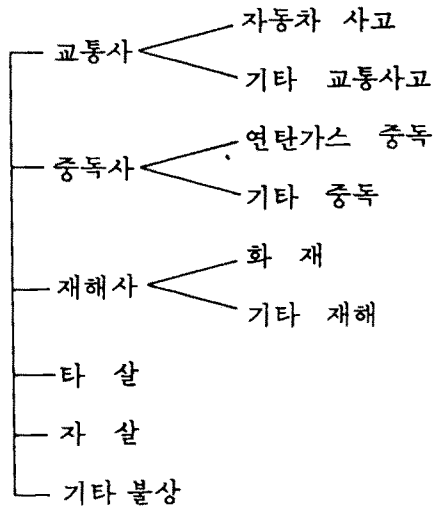 자동차 사고
교통사
기타 교통사고
연탄가스 중독
중독사
기타 중독
화 재
재해사
기타 재해
타 살
자 살
기타 불상